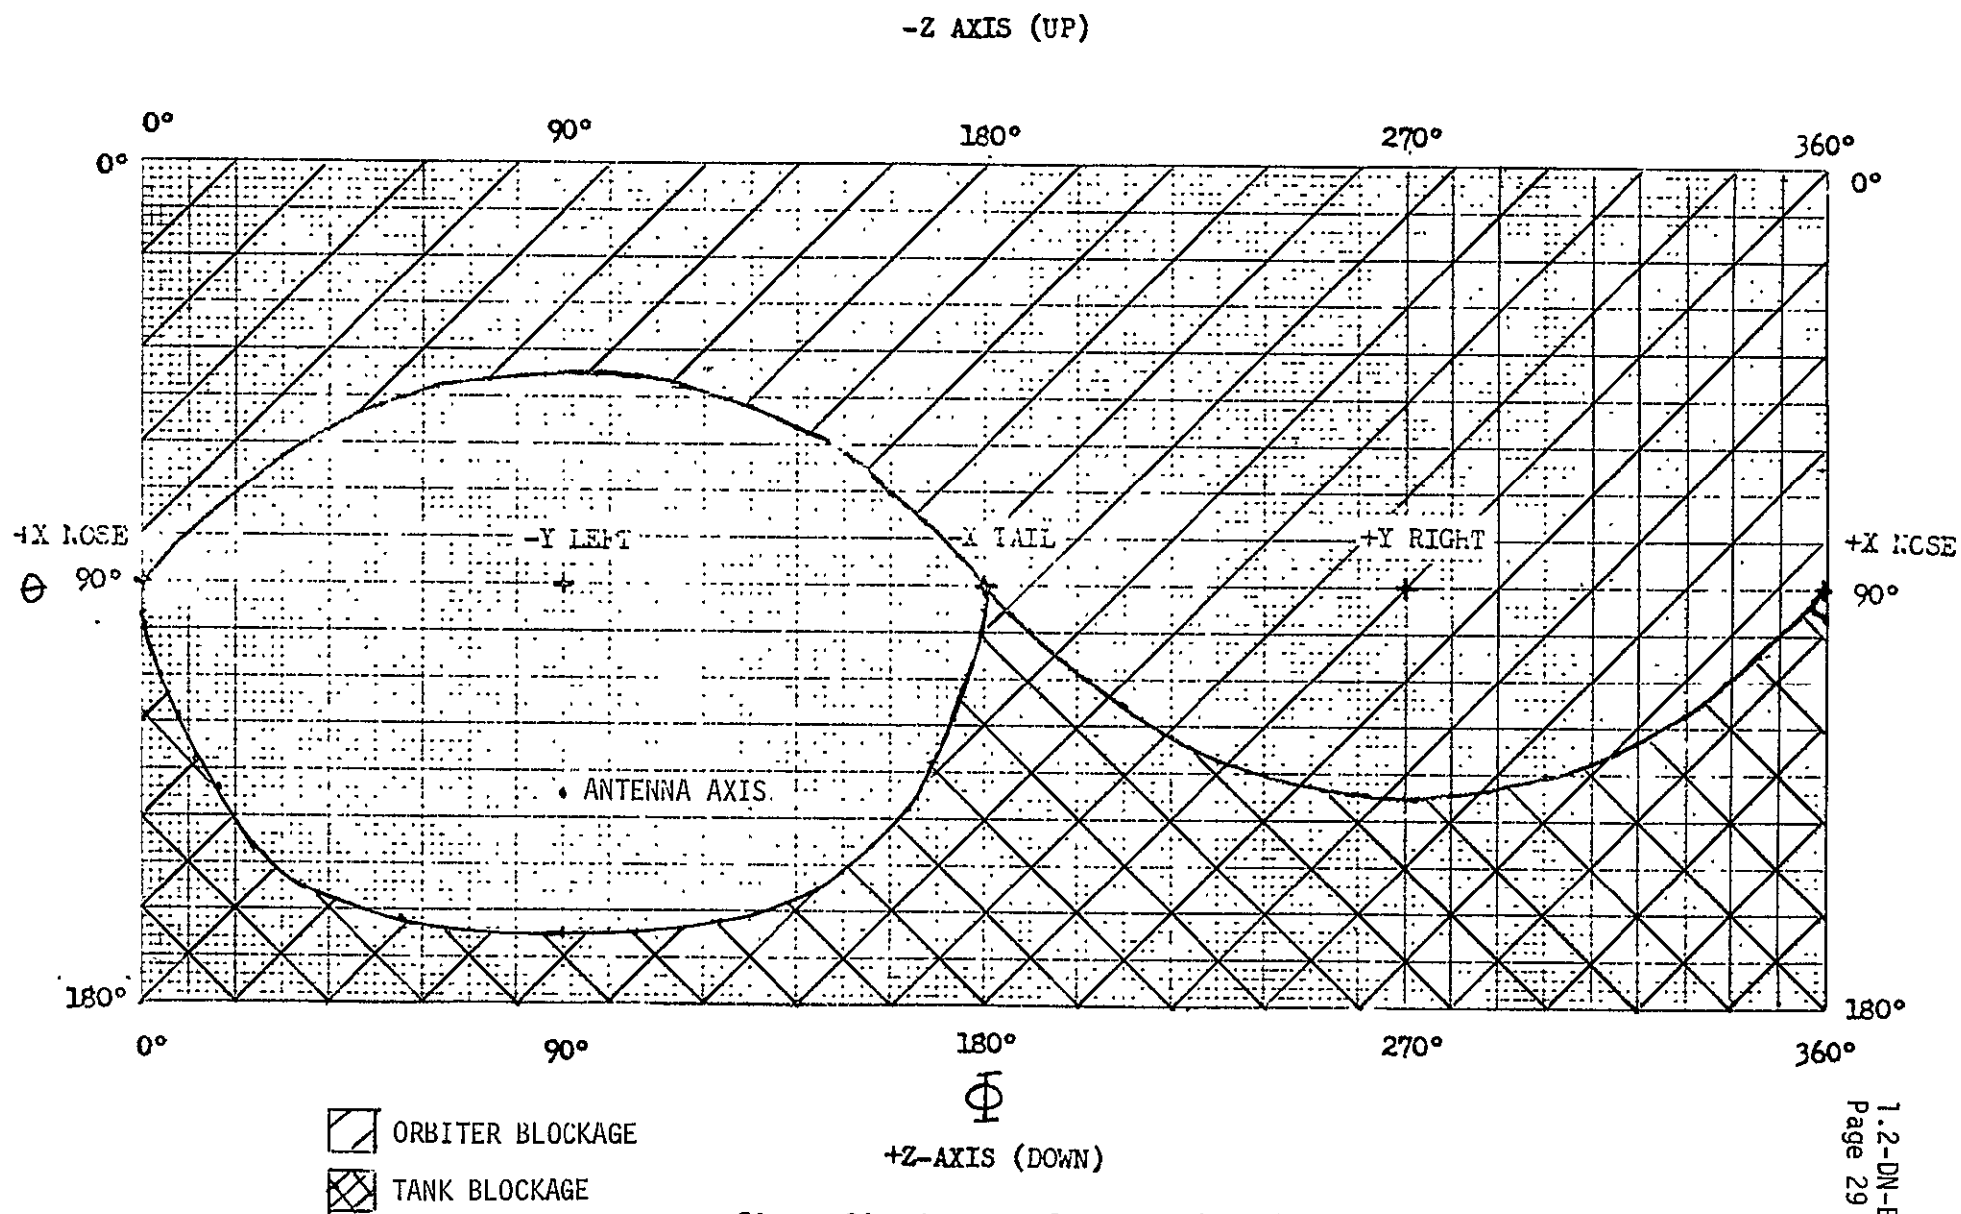 -Z AXIS (UP)
0° 90° 180° 270° 360°
0° 0°
+X NOSE -Y LEFT -X TAIL +Y RIGHT +X NOSE
Θ 90° 90°
ANTENNA AXIS
180° 180°
0° 90° 180° 270° 360°
Φ
+Z-AXIS (DOWN)
ORBITER BLOCKAGE
TANK BLOCKAGE
1.2-DN-B
Page 29